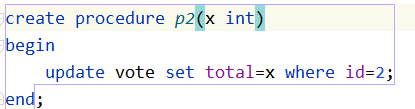 create procedure p2(x int)
begin
    update vote set total=x where id=2;
end;